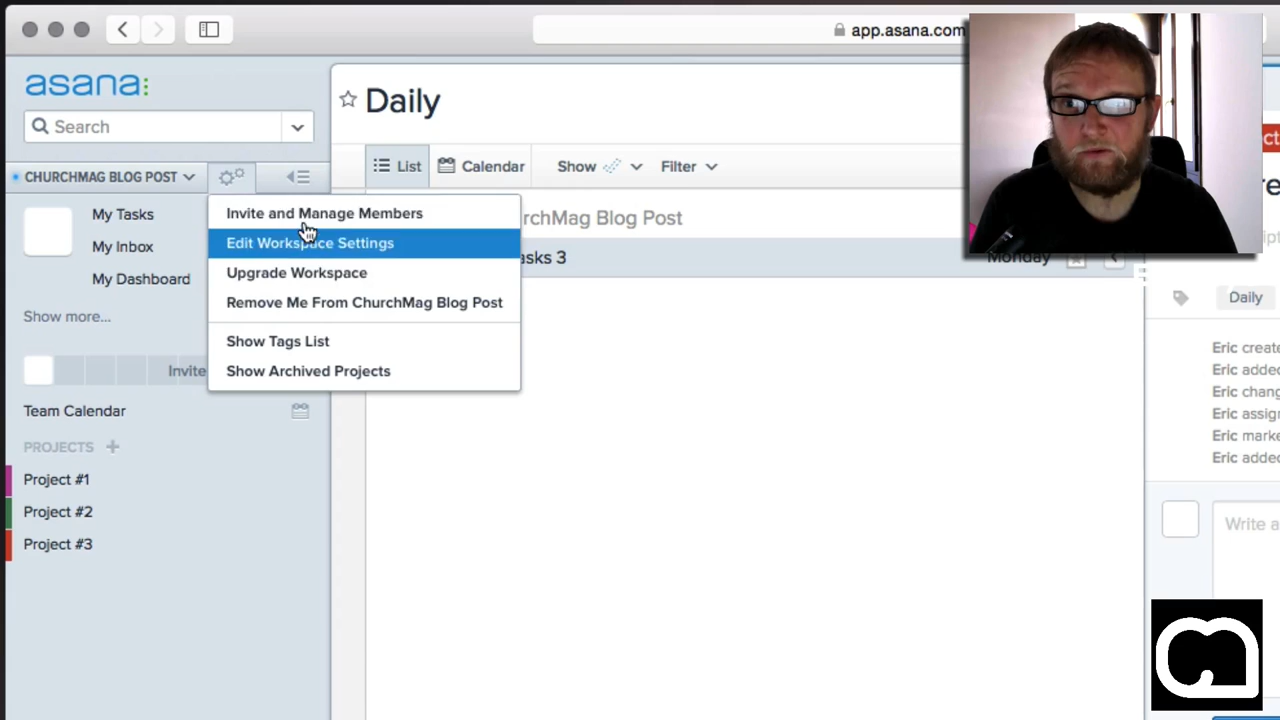 app.asana.com
asana:
Search
Daily
CHURCHMAG BLOG POST
List
Calendar
Show
Filter
My Tasks
My Inbox
My Dashboard
Show more...
Invite
Team Calendar
PROJECTS +
Project #1
Project #2
Project #3
Invite and Manage Members
Edit Workspace Settings
Upgrade Workspace
Remove Me From ChurchMag Blog Post
Show Tags List
Show Archived Projects
rchMag Blog Post
asks 3
Monday
Daily
Eric create
Eric added
Eric chang
Eric assig
Eric marke
Eric added
Write a